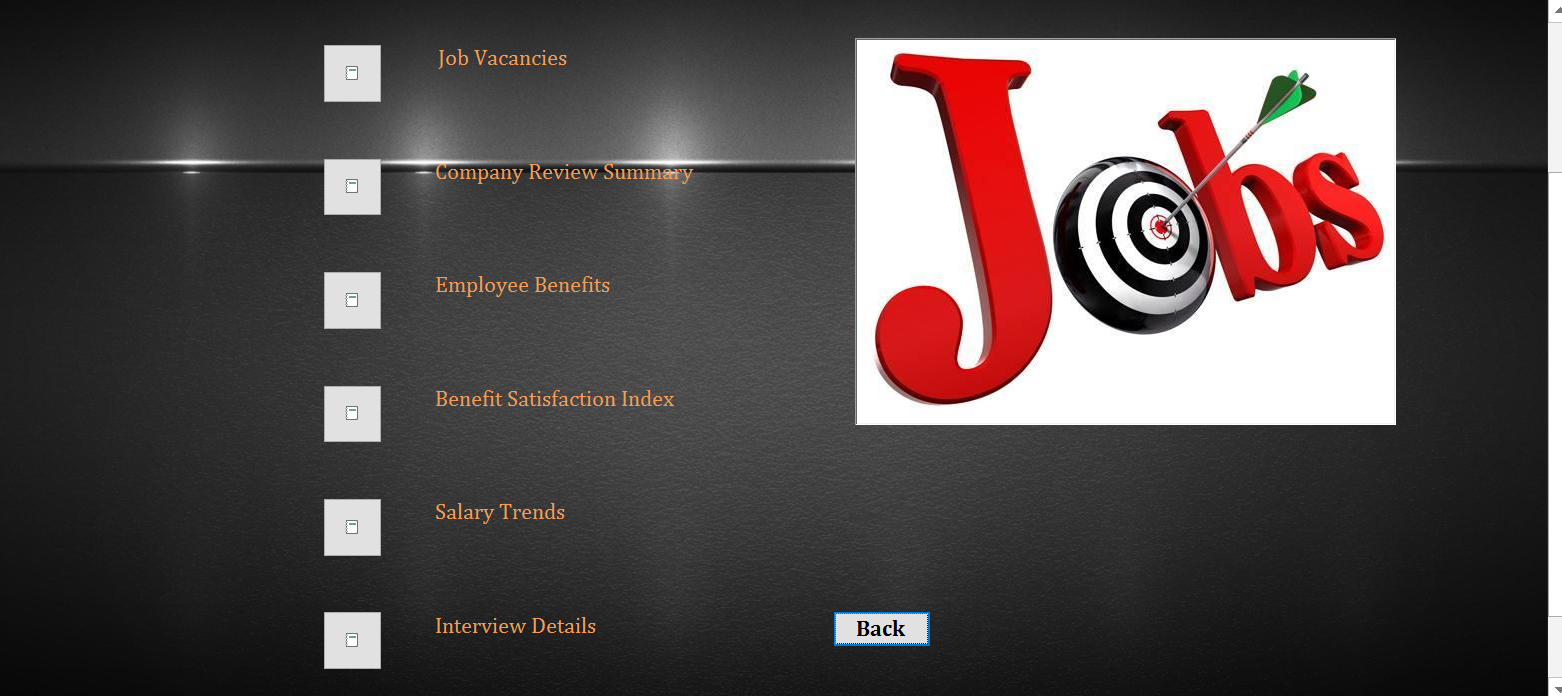 Job Vacancies
Company Review Summary
Employee Benefits
Benefit Satisfaction Index
Salary Trends
Interview Details
Jobs
Back